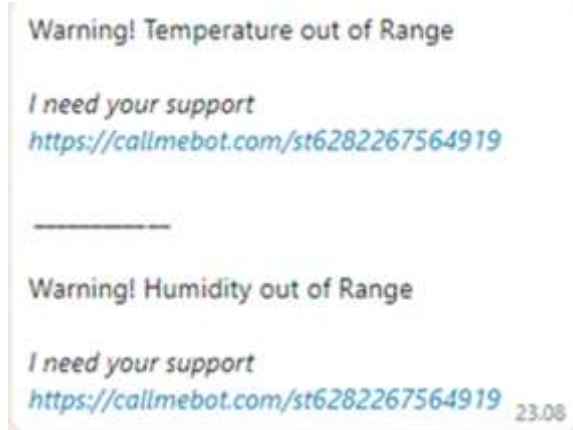 Warning! Temperature out of Range
I need your support
https://callmebot.com/st6282267564919
------------
Warning! Humidity out of Range
I need your support
https://callmebot.com/st6282267564919
23.08